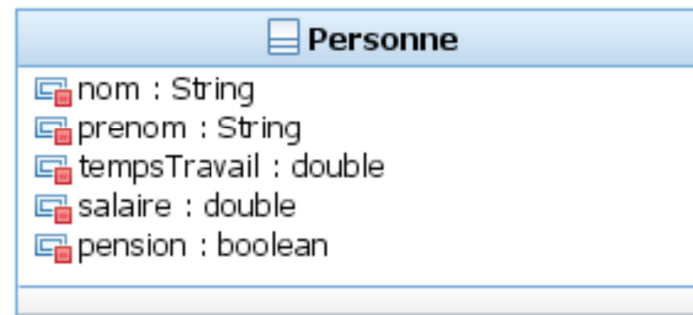 Personne
nom : String
prenom : String
tempsTravail : double
salaire : double
pension : boolean